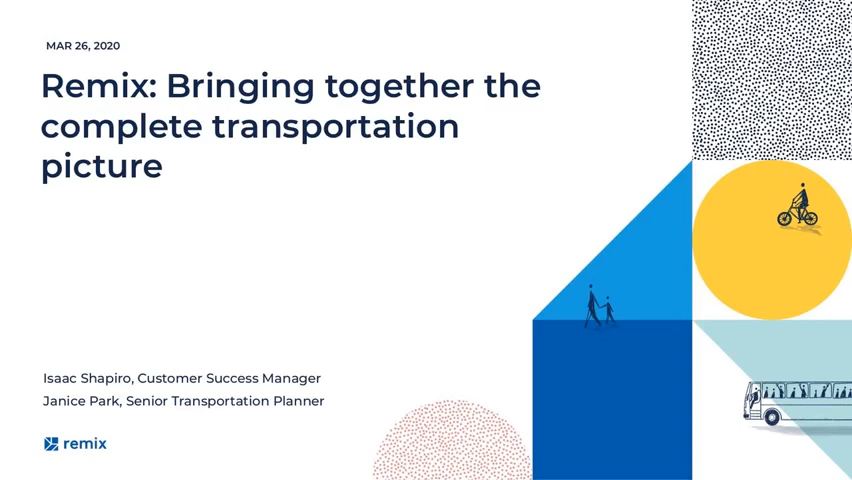 MAR 26, 2020
Remix: Bringing together the
complete transportation
picture
Isaac Shapiro, Customer Success Manager
Janice Park, Senior Transportation Planner
remix